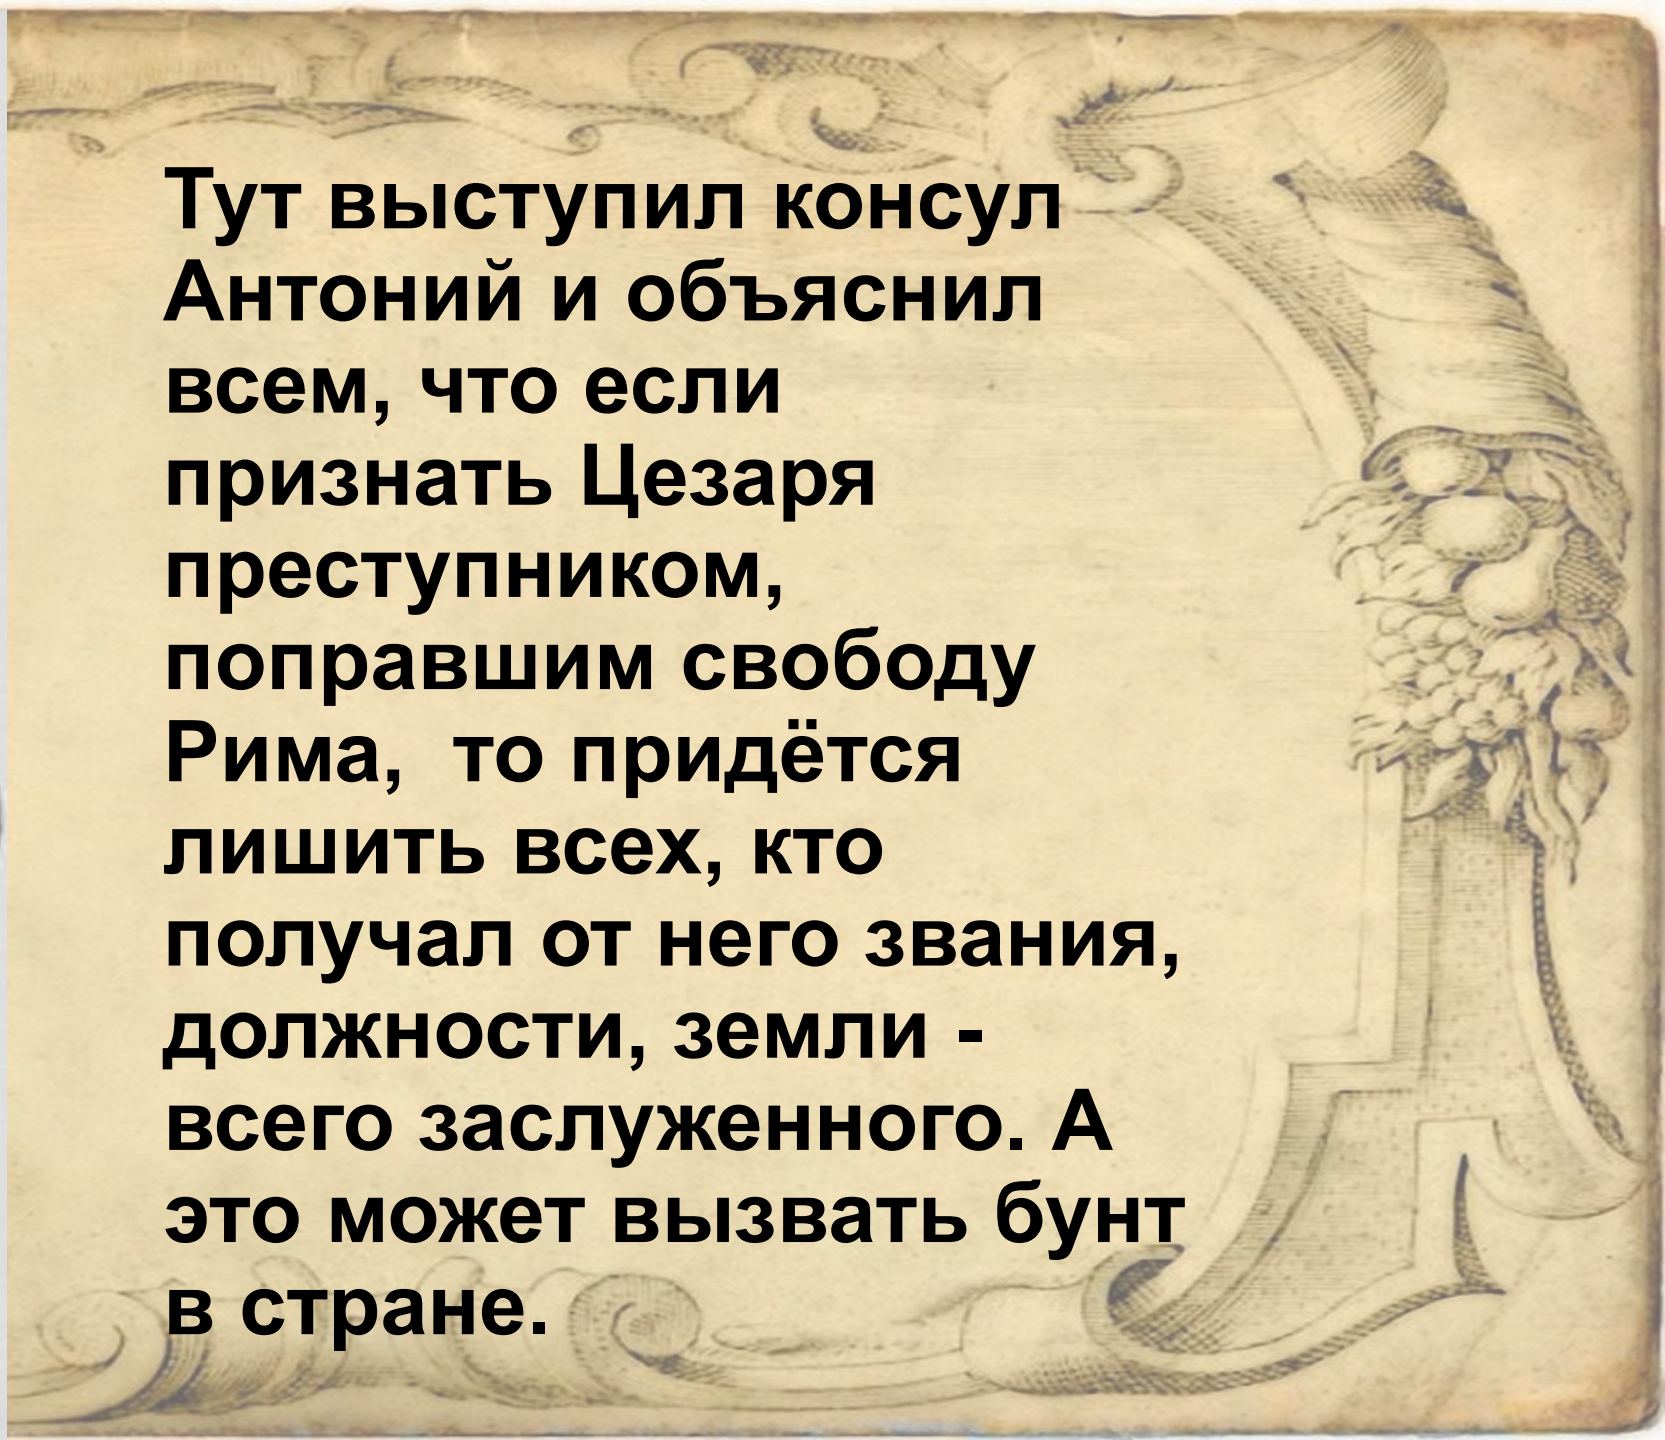 Тут выступил консул
Антоний и объяснил
всем, что если
признать Цезаря
преступником,
поправшим свободу
Рима,  то придётся
лишить всех, кто
получал от него звания,
должности, земли -
всего заслуженного. А
это может вызвать бунт
в стране.